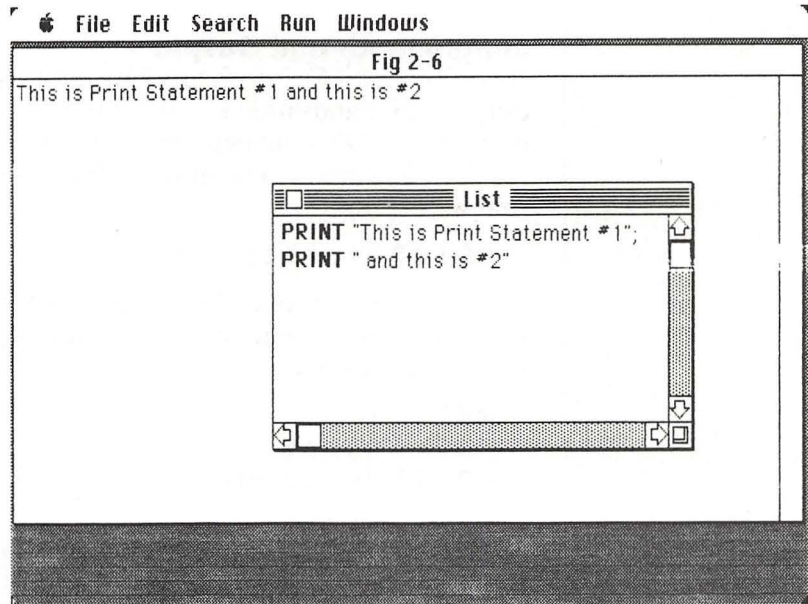 File Edit Search Run Windows
Fig 2-6
This is Print Statement #1 and this is #2
List
PRINT "This is Print Statement #1";
PRINT " and this is #2"